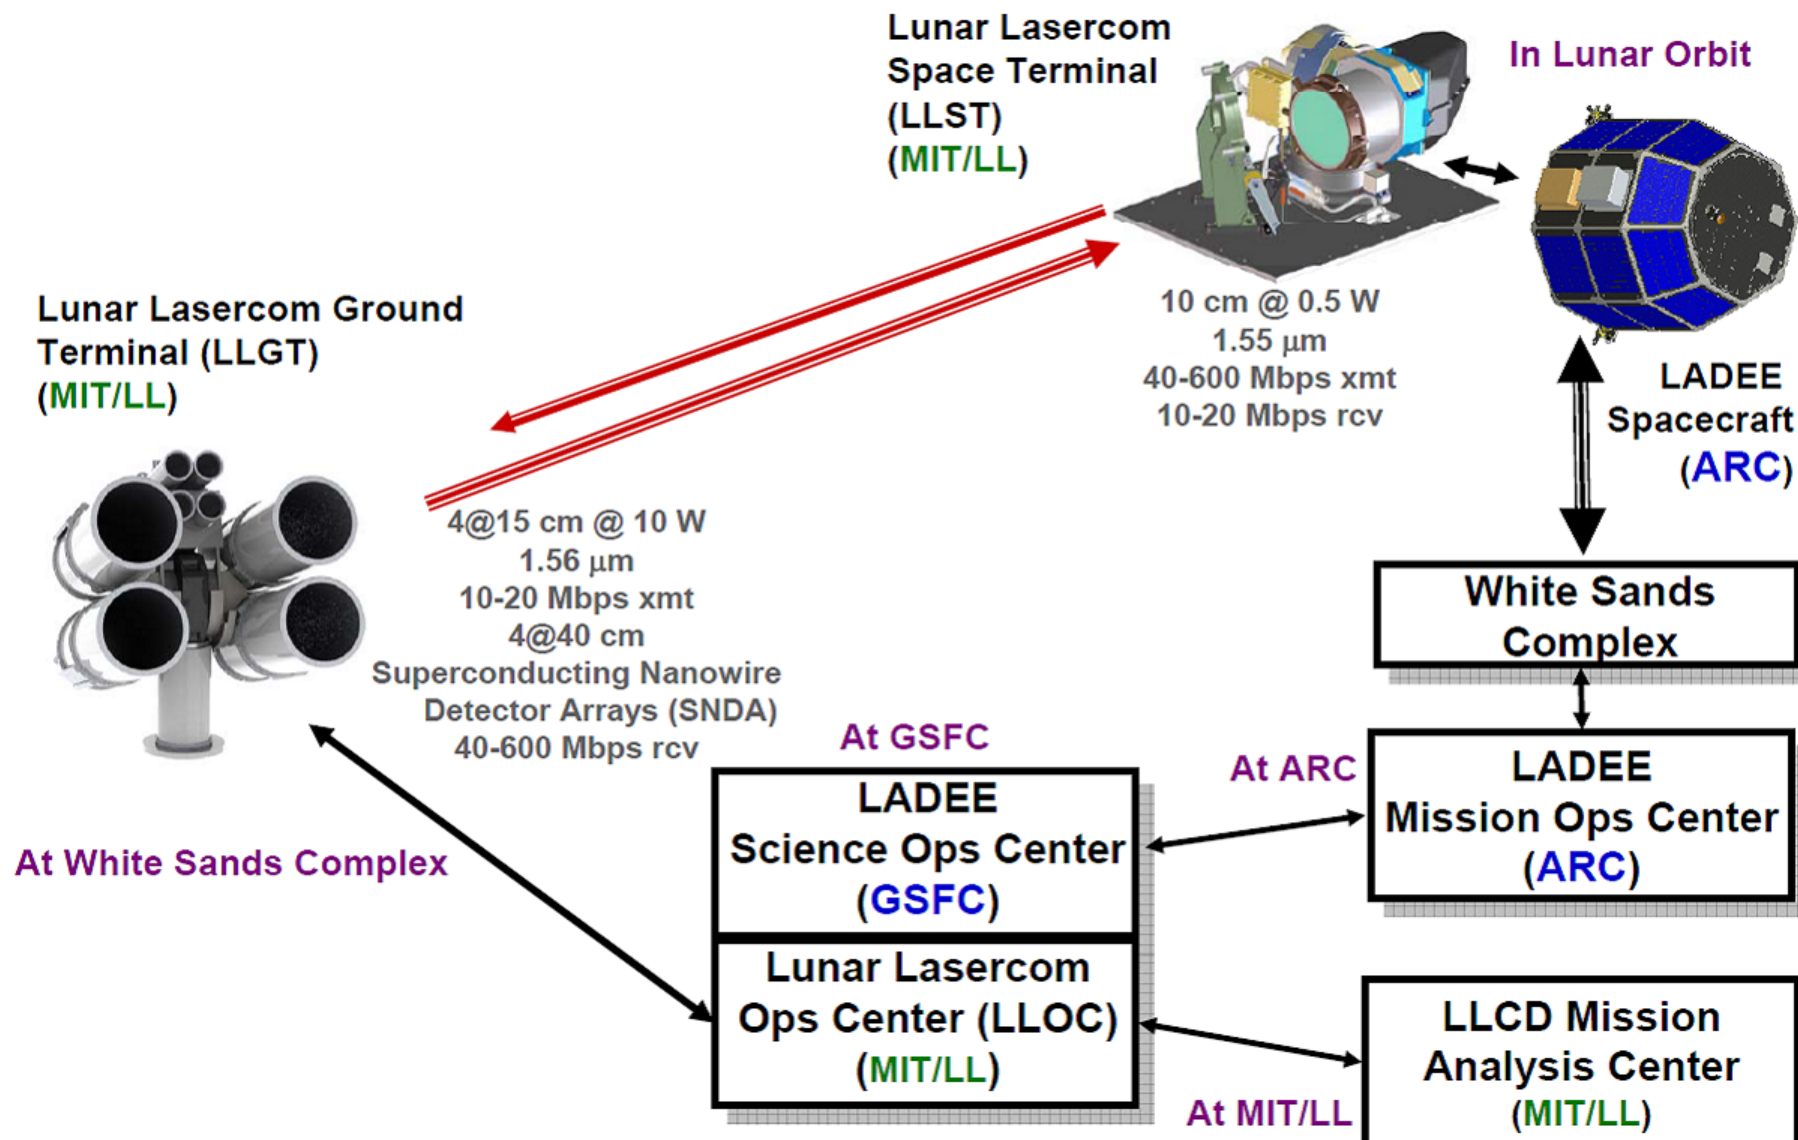 Lunar Lasercom
Space Terminal
(LLST)
(MIT/LL)
In Lunar Orbit
10 cm @ 0.5 W
1.55 μm
40-600 Mbps xmt
10-20 Mbps rcv
LADEE
Spacecraft
(ARC)
Lunar Lasercom Ground
Terminal (LLGT)
(MIT/LL)
4@15 cm @ 10 W
1.56 μm
10-20 Mbps xmt
4@40 cm
Superconducting Nanowire
Detector Arrays (SNDA)
40-600 Mbps rcv
At White Sands Complex
White Sands
Complex
At GSFC
LADEE
Science Ops Center
(GSFC)
At ARC
LADEE
Mission Ops Center
(ARC)
Lunar Lasercom
Ops Center (LLOC)
(MIT/LL)
At MIT/LL
LLCD Mission
Analysis Center
(MIT/LL)